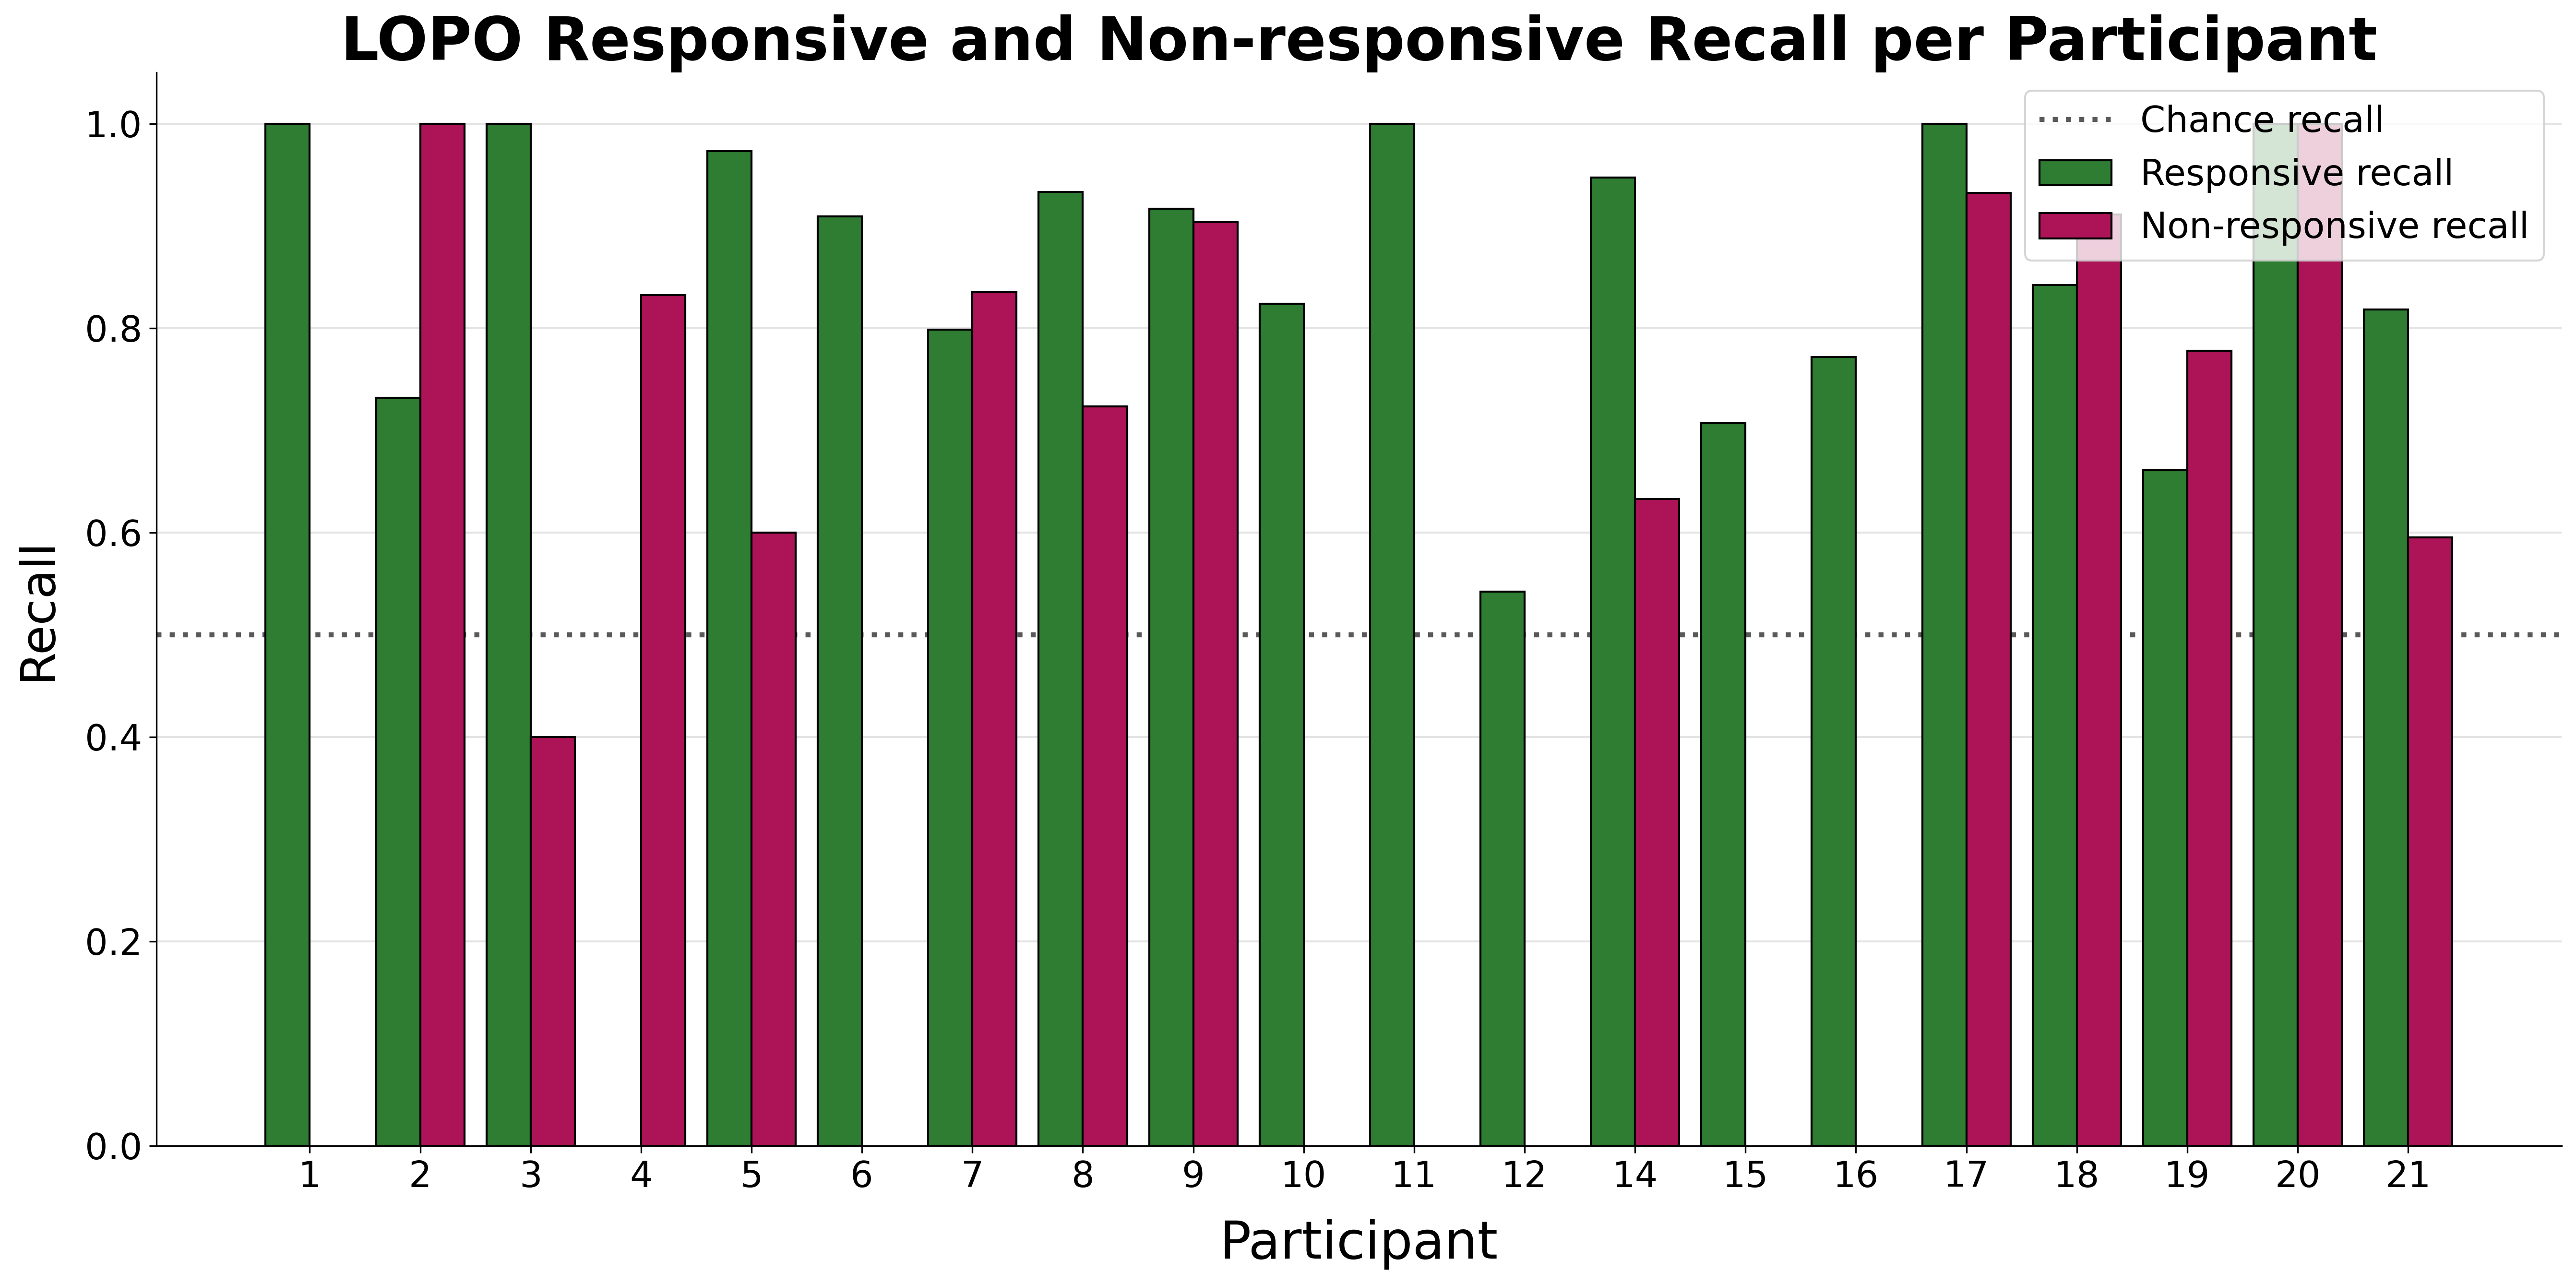 LOPO Responsive and Non-responsive Recall per Participant
Chance recall
Responsive recall
Non-responsive recall
1.0
0.8
0.6
0.4
0.2
0.0
Recall
1 2 3 4 5 6 7 8 9 10 11 12 14 15 16 17 18 19 20 21
Participant